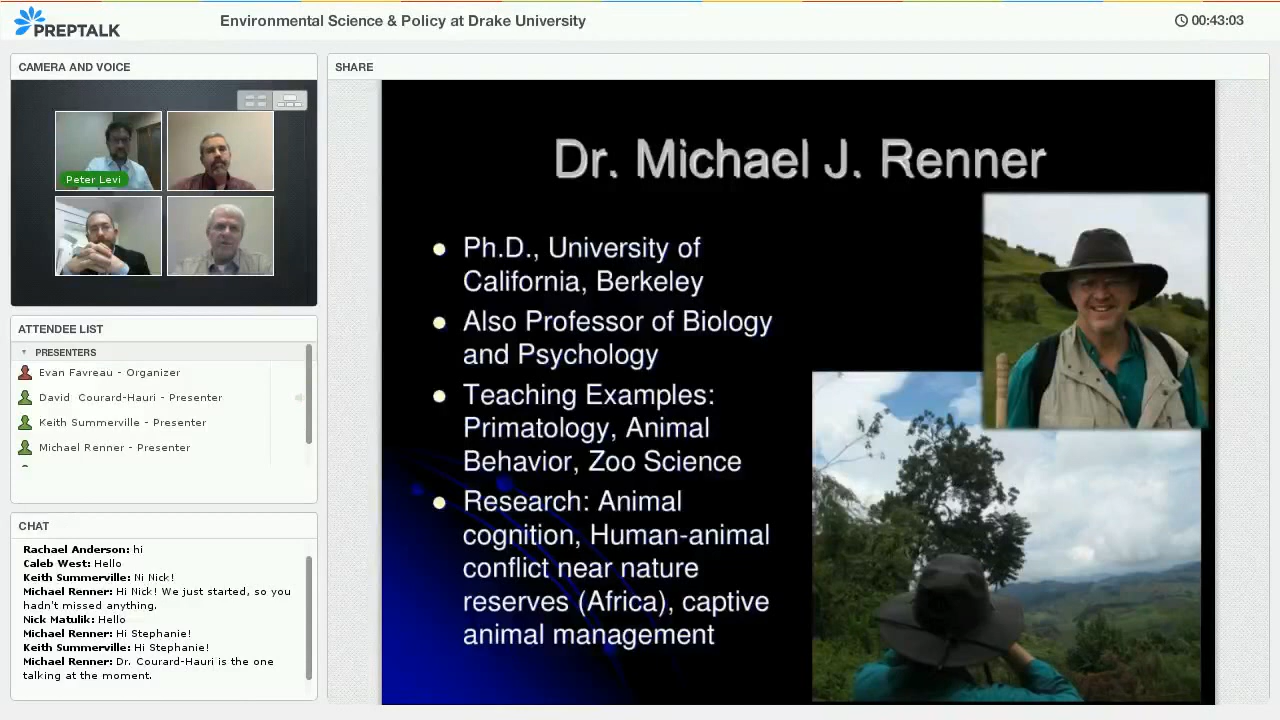 PREPTALK
Environmental Science & Policy at Drake University
00:43:03
CAMERA AND VOICE
Peter Levi
ATTENDEE LIST
PRESENTERS
Evan Favreau - Organizer
David Courard-Hauri - Presenter
Keith Summerville - Presenter
Michael Renner - Presenter
CHAT
Rachael Anderson: hi
Caleb West: Hello
Keith Summerville: Ni Nick!
Michael Renner: Hi Nick! We just started, so you
hadn't missed anything.
Nick Matulik: Hello
Michael Renner: Hi Stephanie!
Keith Summerville: Hi Stephanie!
Michael Renner: Dr. Courard-Hauri is the one
talking at the moment.
SHARE
Dr. Michael J. Renner
Ph.D., University of
California, Berkeley
Also Professor of Biology
and Psychology
Teaching Examples:
Primatology, Animal
Behavior, Zoo Science
Research: Animal
cognition, Human-animal
conflict near nature
reserves (Africa), captive
animal management